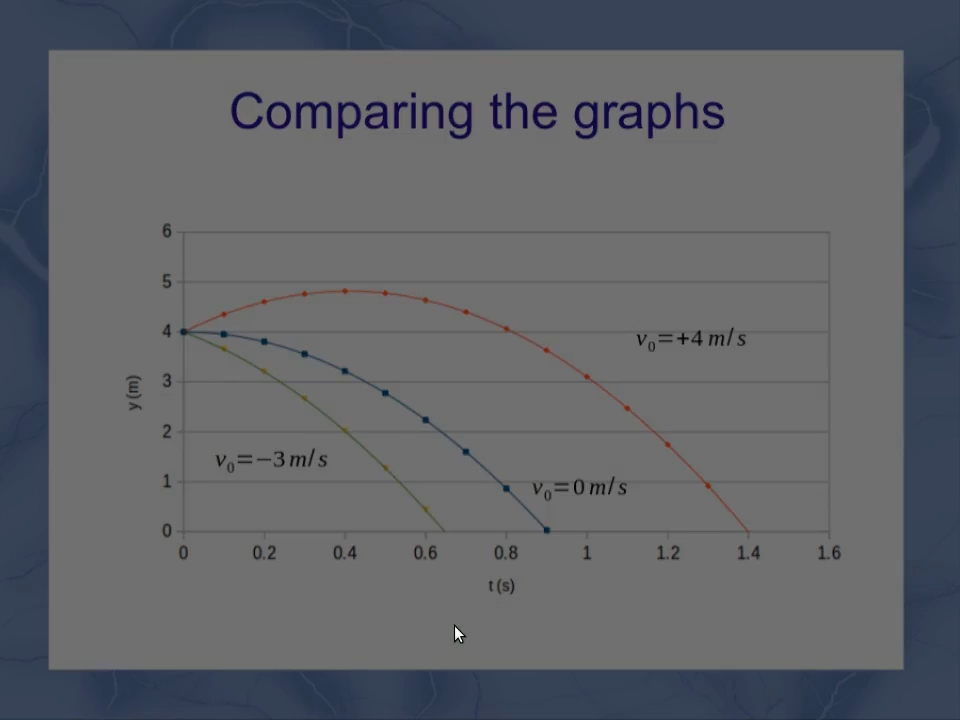 Comparing the graphs
6
5
4
3
2
1
0
y (m)
v₀=+4 m/s
v₀=−3 m/s
v₀=0 m/s
0 0.2 0.4 0.6 0.8 1 1.2 1.4 1.6
t (s)